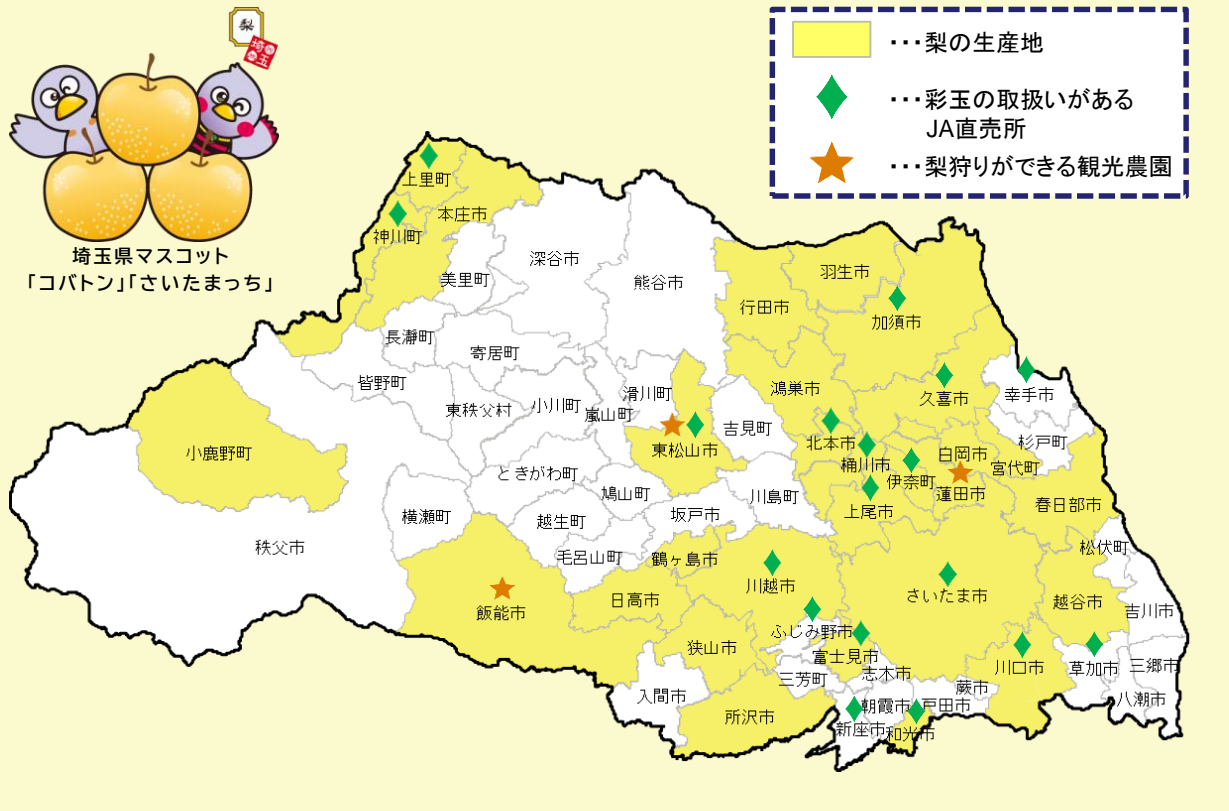 梨
埼玉
・・・梨の生産地
・・・彩玉の取扱いがある
JA直売所
・・・梨狩りができる観光農園
埼玉県マスコット
「コバトン」「さいたまっち」
上里町
本庄市
神川町
美里町
深谷市
熊谷市
羽生市
行田市
加須市
長瀞町
寄居町
皆野町
東秩父村
小川町
嵐山町
滑川町
東松山市
吉見町
鴻巣市
久喜市
幸手市
杉戸町
北本市
桶川市
伊奈町
白岡市
宮代町
蓮田市
上尾市
春日部市
小鹿野町
ときがわ町
鳩山町
川島町
横瀬町
越生町
坂戸市
秩父市
毛呂山町
鶴ヶ島市
川越市
さいたま市
松伏町
飯能市
日高市
越谷市
吉川市
ふじみ野市
狭山市
富士見市
三芳町
志木市
川口市
草加市
三郷市
入間市
所沢市
朝霞市
戸田市
蕨市
八潮市
新座市
和光市